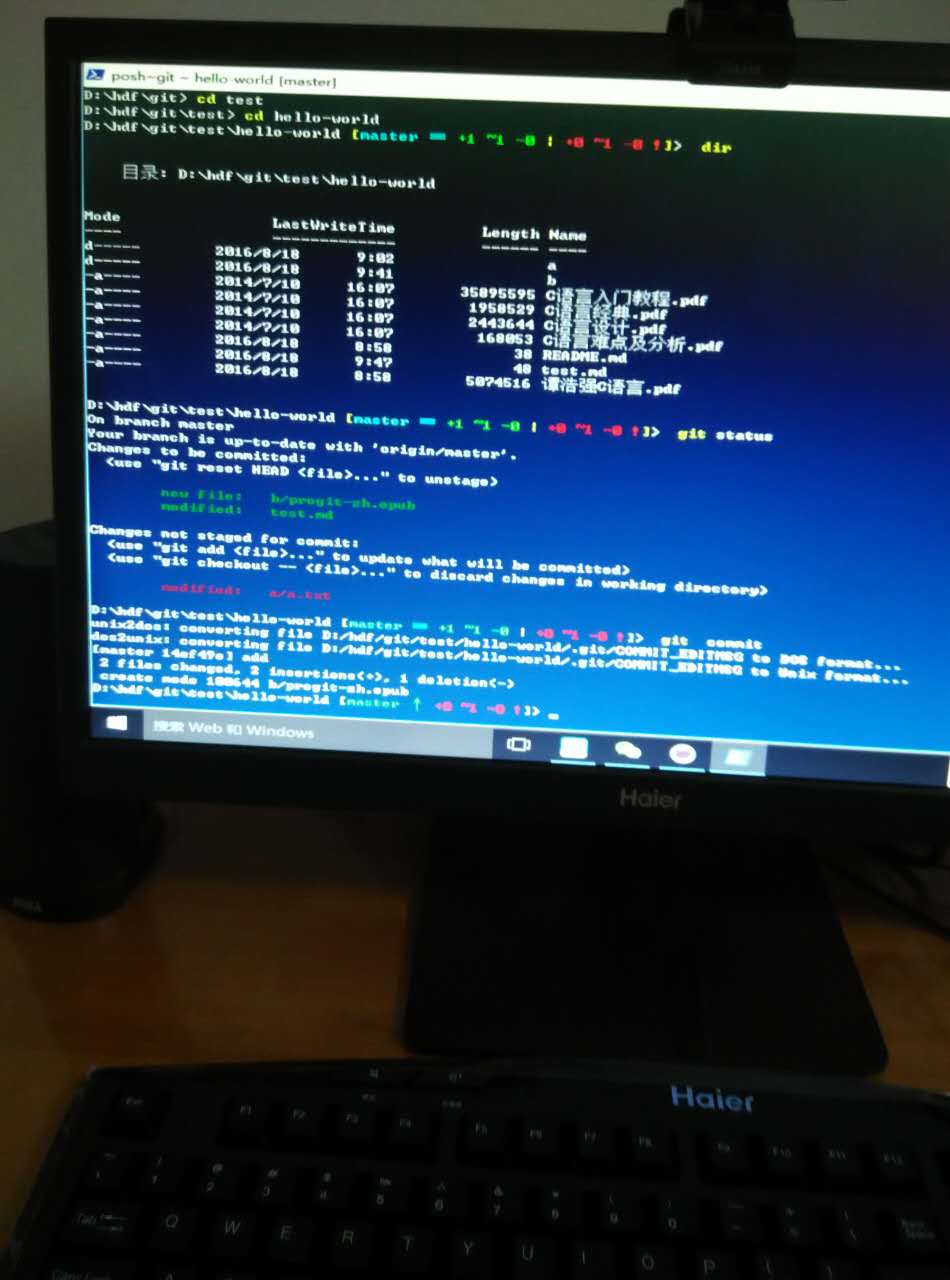 posh~git ~ hello-world [master]
D:\hdf\git> cd test
D:\hdf\git\test> cd hello-world
D:\hdf\git\test\hello-world [master ≡ +1 ~1 -0 | +0 ~1 -0 !]> dir
目录: D:\hdf\git\test\hello-world
Mode LastWriteTime Length Name
---- ------------- ------ ----
d----- 2016/8/18 9:02 a
d----- 2016/8/18 9:41 b
-a---- 2014/7/10 16:07 35895595 C语言入门教程.pdf
-a---- 2014/7/10 16:07 1958529 C语言经典.pdf
-a---- 2014/7/10 16:07 2443644 C语言设计.pdf
-a---- 2014/7/10 16:07 168053 C语言难点及分析.pdf
-a---- 2016/8/18 8:58 38 README.md
-a---- 2016/8/18 9:47 48 test.md
-a---- 2016/8/18 8:58 5074516 谭浩强C语言.pdf
D:\hdf\git\test\hello-world [master ≡ +1 ~1 -0 | +0 ~1 -0 !]> git status
On branch master
Your branch is up-to-date with 'origin/master'.
Changes to be committed:
(use "git reset HEAD <file>..." to unstage)
new file: b/progit-zh.epub
modified: test.md
Changes not staged for commit:
(use "git add <file>..." to update what will be committed)
(use "git checkout -- <file>..." to discard changes in working directory)
modified: a/a.txt
D:\hdf\git\test\hello-world [master ≡ +1 ~1 -0 | +0 ~1 -0 !]> git commit
unix2dos: converting file D:/hdf/git/test/hello-world/.git/COMMIT_EDITMSG to DOS format...
dos2unix: converting file D:/hdf/git/test/hello-world/.git/COMMIT_EDITMSG to Unix format...
[master 14ef49e] add
2 files changed, 2 insertions(+), 1 deletion(-)
create mode 100644 b/progit-zh.epub
D:\hdf\git\test\hello-world [master ↑ +0 ~1 -0 !]> _
搜索 Web 和 Windows
Haier
Haier
Esc F1 F2 F3 F4 F5 F6 F7 F8 F9 F10 F11 F12
1 2 3 4 5 6 7 8 9 0
Tab Q W E R T Y U I O P